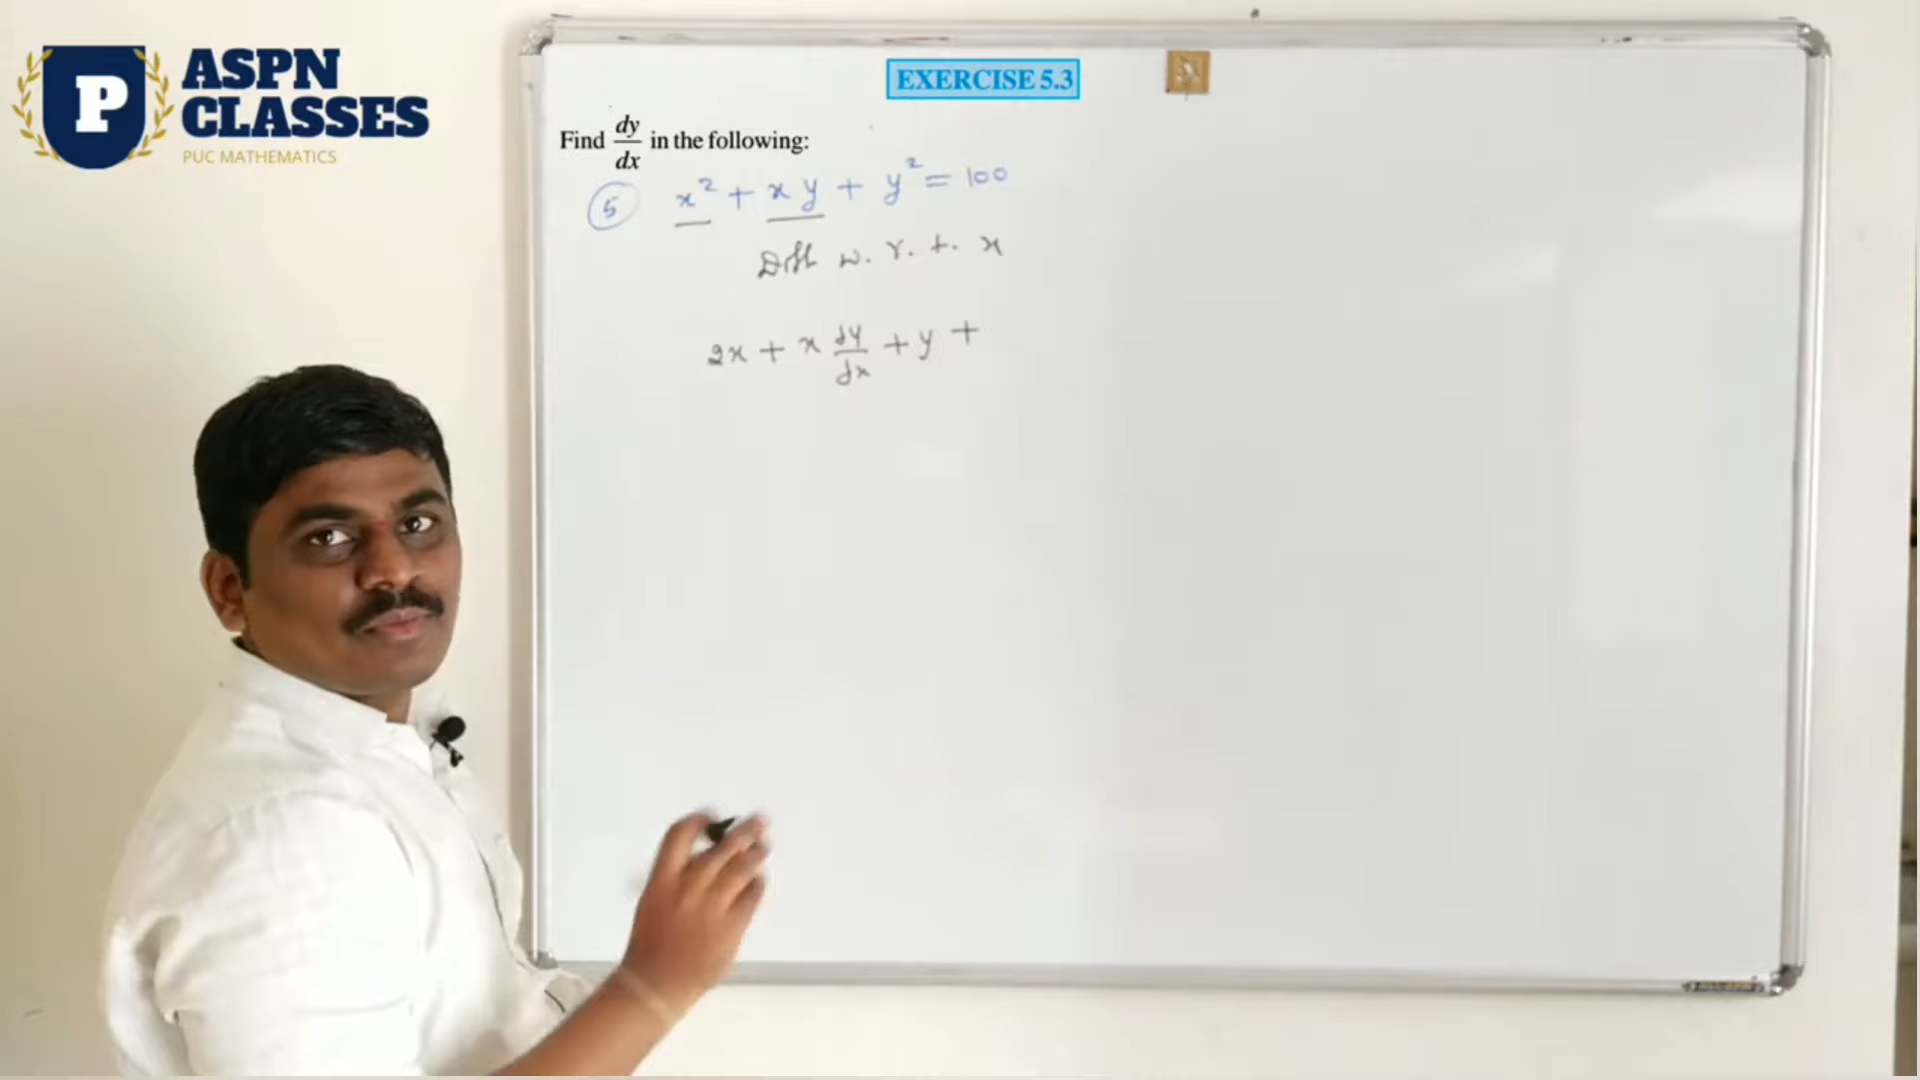 P
ASPN
CLASSES
PUC MATHEMATICS
EXERCISE 5.3
Find dy/dx in the following:
5 x² + xy + y² = 100
Diff w.r.t. x
2x + x dy/dx + y +